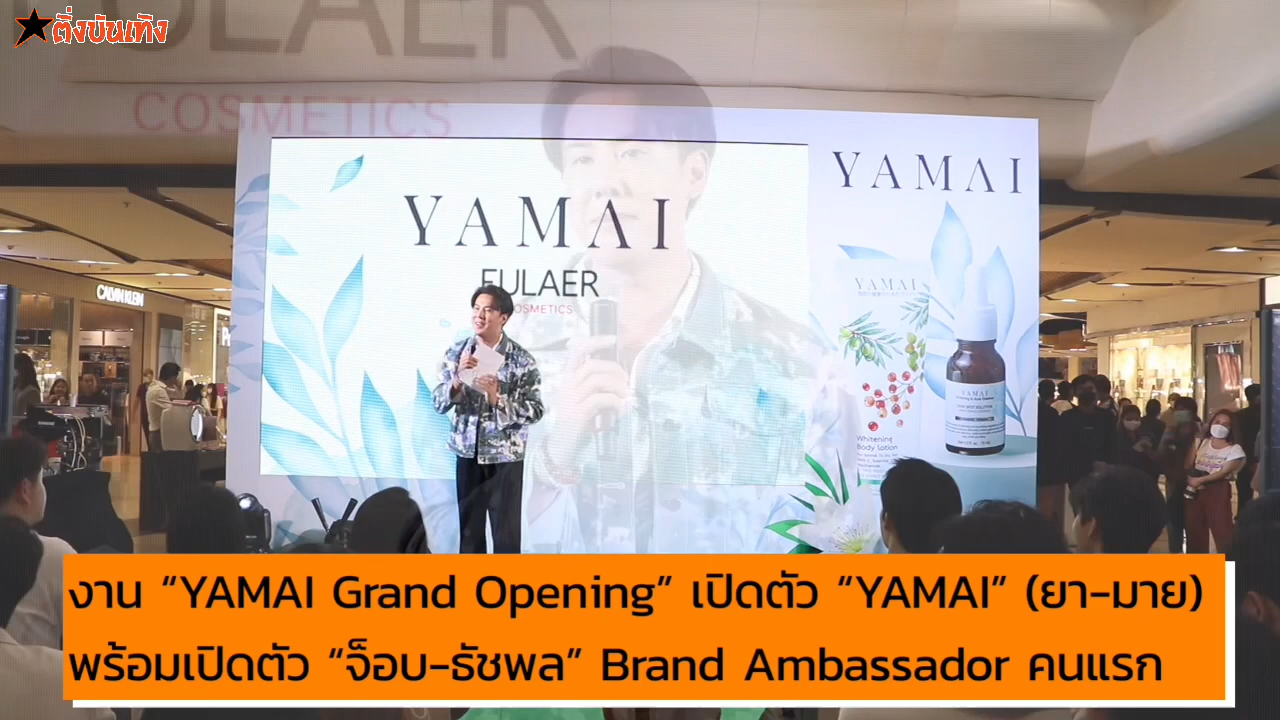 ติ่งบันเทิง
EULAER
COSMETICS
YAMAI
EULAER
COSMETICS
YAMAI
CALVIN KLEIN
YAMAI
Whitening
Body lotion
YAMAI
งาน “YAMAI Grand Opening” เปิดตัว “YAMAI” (ยา-มาย)
พร้อมเปิดตัว “จ็อบ-ธัชพล” Brand Ambassador คนแรก